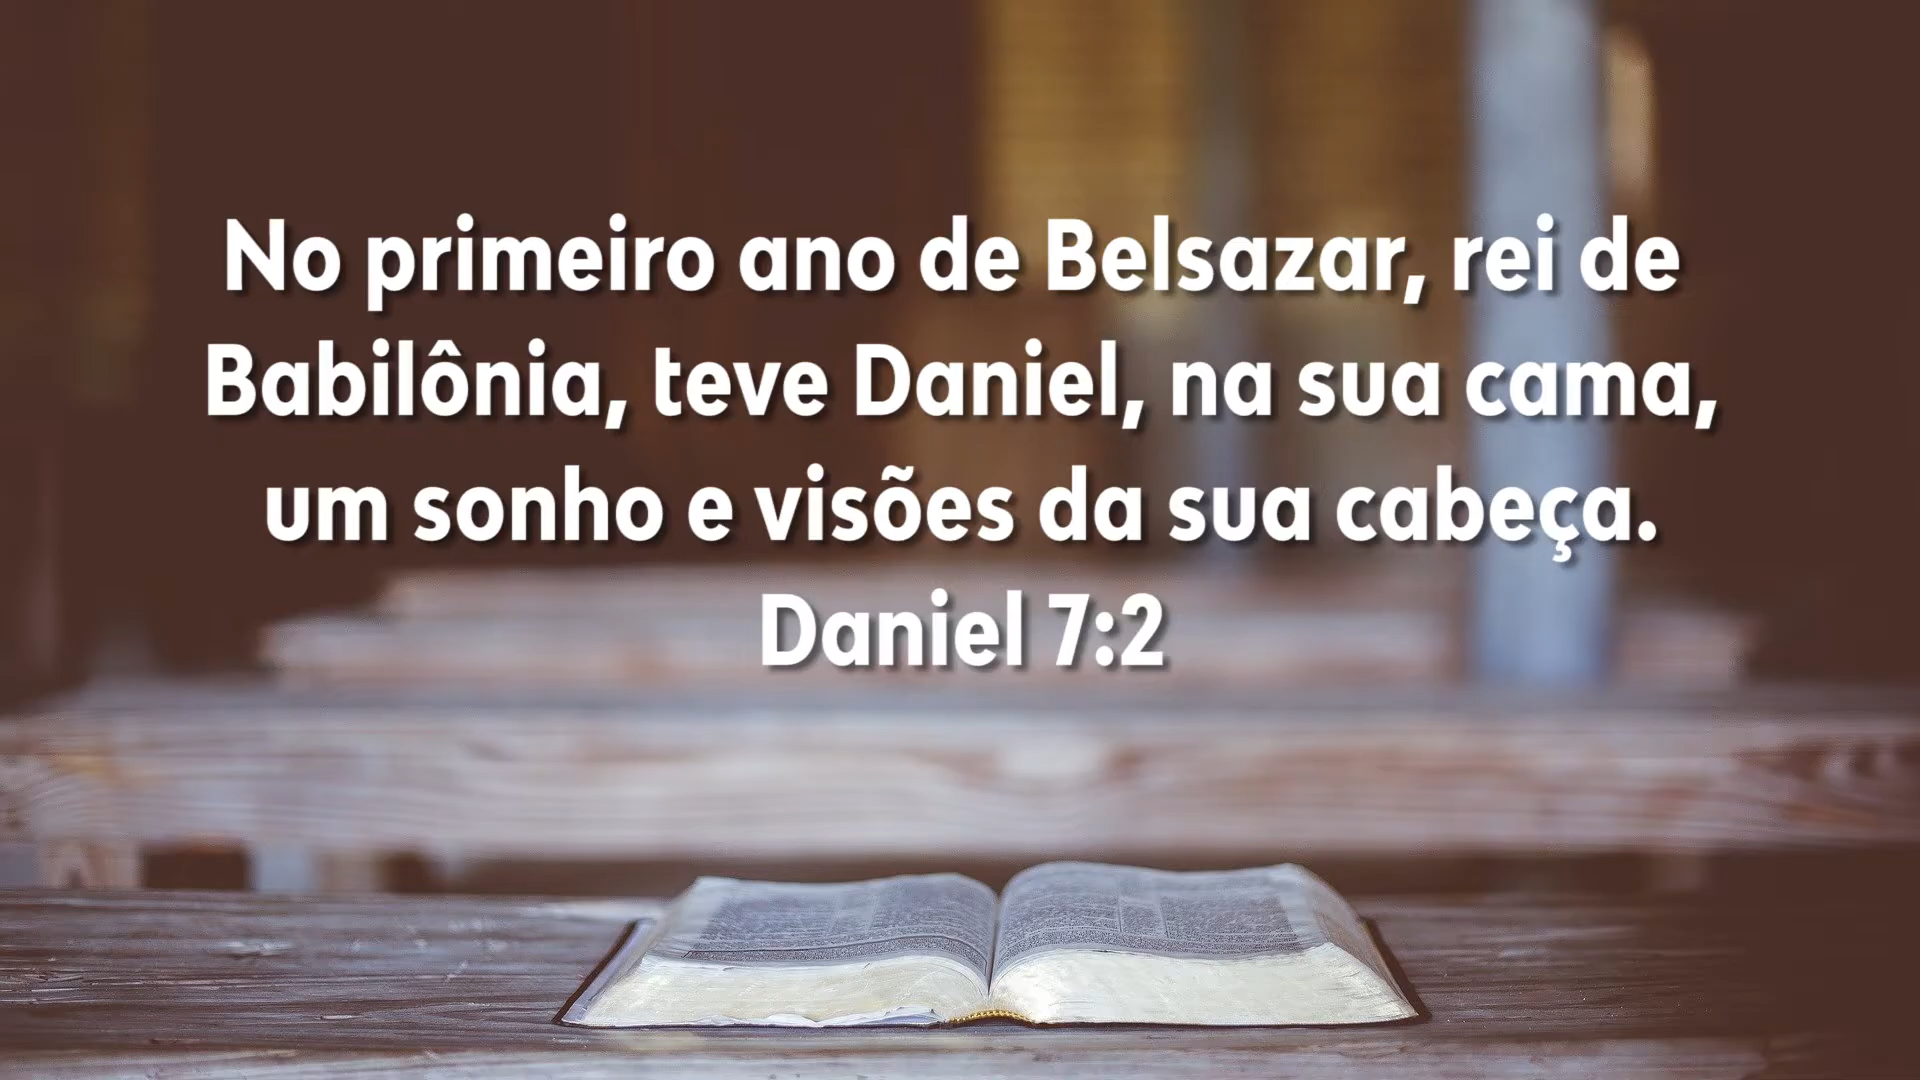 No primeiro ano de Belsazar, rei de
Babilônia, teve Daniel, na sua cama,
um sonho e visões da sua cabeça.
Daniel 7:2